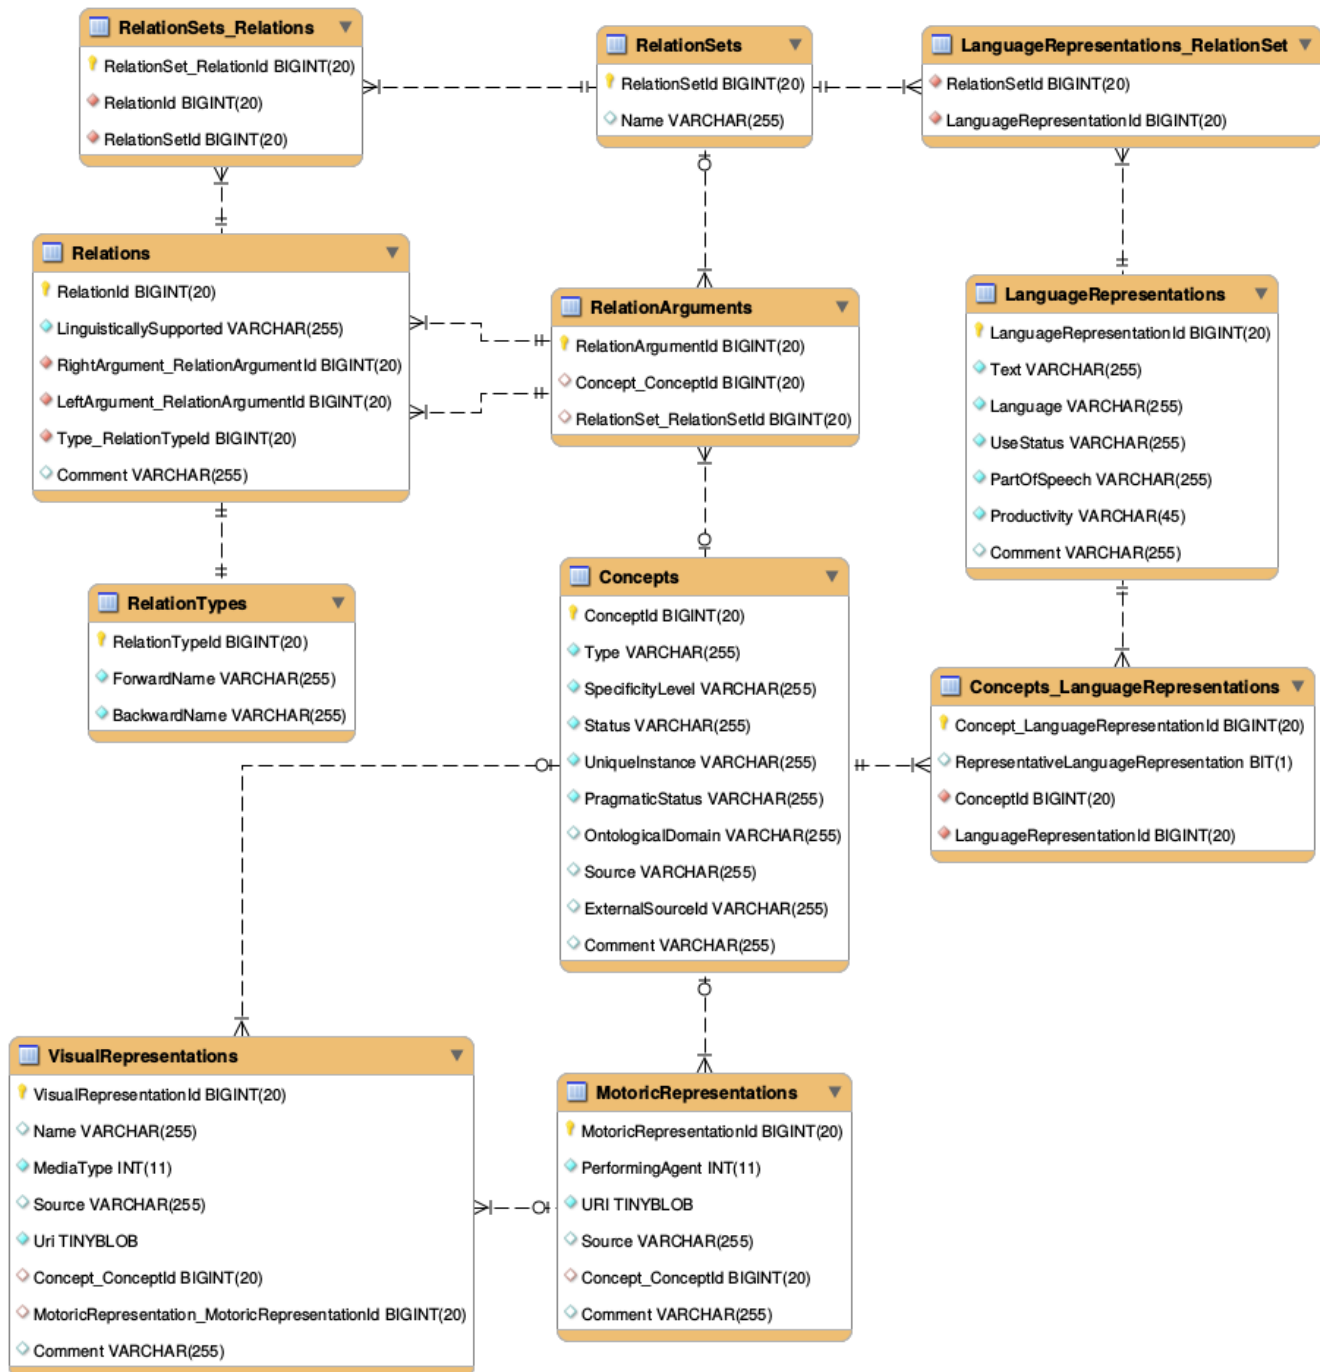 RelationSets_Relations
RelationSet_RelationId BIGINT(20)
RelationId BIGINT(20)
RelationSetId BIGINT(20)
RelationSets
RelationSetId BIGINT(20)
Name VARCHAR(255)
LanguageRepresentations_RelationSet
RelationSetId BIGINT(20)
LanguageRepresentationId BIGINT(20)
Relations
RelationId BIGINT(20)
LinguisticallySupported VARCHAR(255)
RightArgument_RelationArgumentId BIGINT(20)
LeftArgument_RelationArgumentId BIGINT(20)
Type_RelationTypeId BIGINT(20)
Comment VARCHAR(255)
RelationArguments
RelationArgumentId BIGINT(20)
Concept_ConceptId BIGINT(20)
RelationSet_RelationSetId BIGINT(20)
LanguageRepresentations
LanguageRepresentationId BIGINT(20)
Text VARCHAR(255)
Language VARCHAR(255)
UseStatus VARCHAR(255)
PartOfSpeech VARCHAR(255)
Productivity VARCHAR(45)
Comment VARCHAR(255)
RelationTypes
RelationTypeId BIGINT(20)
ForwardName VARCHAR(255)
BackwardName VARCHAR(255)
Concepts
ConceptId BIGINT(20)
Type VARCHAR(255)
SpecificityLevel VARCHAR(255)
Status VARCHAR(255)
UniqueInstance VARCHAR(255)
PragmaticStatus VARCHAR(255)
OntologicalDomain VARCHAR(255)
Source VARCHAR(255)
ExternalSourceId VARCHAR(255)
Comment VARCHAR(255)
Concepts_LanguageRepresentations
Concept_LanguageRepresentationId BIGINT(20)
RepresentativeLanguageRepresentation BIT(1)
ConceptId BIGINT(20)
LanguageRepresentationId BIGINT(20)
VisualRepresentations
VisualRepresentationId BIGINT(20)
Name VARCHAR(255)
MediaType INT(11)
Source VARCHAR(255)
Uri TINYBLOB
Concept_ConceptId BIGINT(20)
MotoricRepresentation_MotoricRepresentationId BIGINT(20)
Comment VARCHAR(255)
MotoricRepresentations
MotoricRepresentationId BIGINT(20)
PerformingAgent INT(11)
URI TINYBLOB
Source VARCHAR(255)
Concept_ConceptId BIGINT(20)
Comment VARCHAR(255)